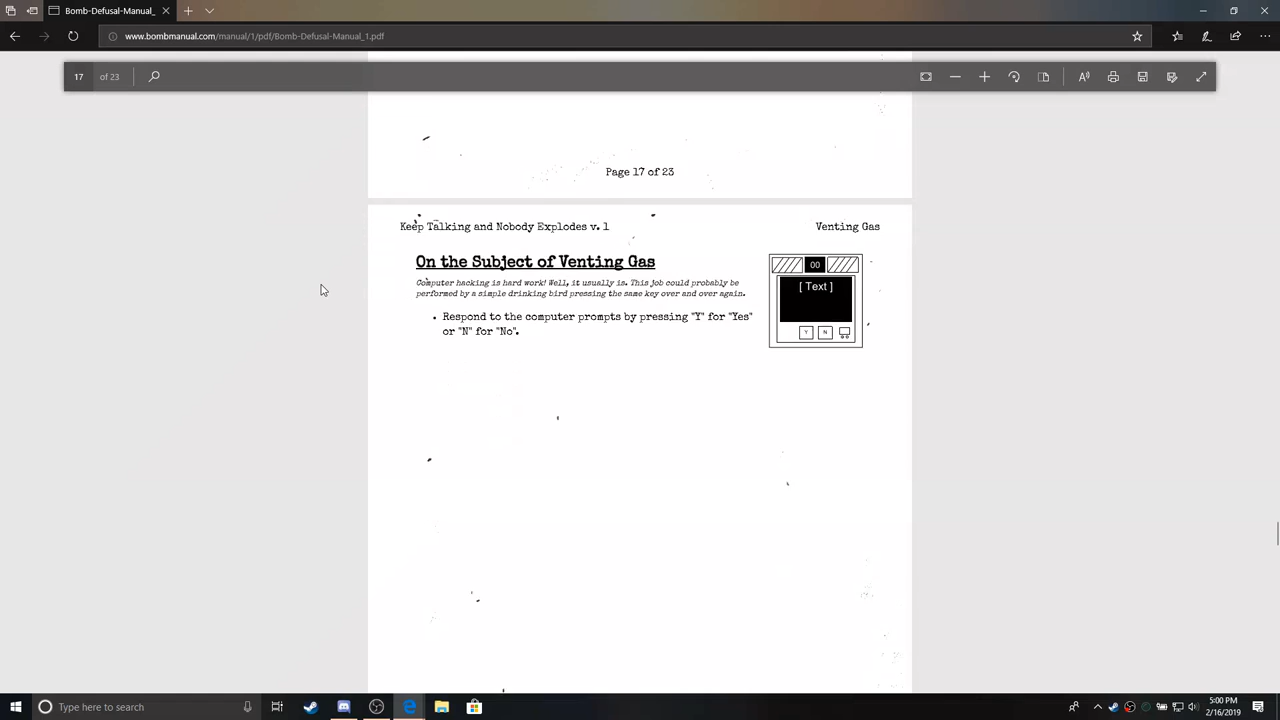 Bomb-Defusal-Manual_
www.bombmanual.com/manual/1/pdf/Bomb-Defusal-Manual_1.pdf
17 of 23
Page 17 of 23
Keep Talking and Nobody Explodes v. 1
Venting Gas
On the Subject of Venting Gas
Computer hacking is hard work! Well, it usually is. This job could probably be
performed by a simple drinking bird pressing the same key over and over again.
• Respond to the computer prompts by pressing "Y" for "Yes"
or "N" for "No".
00
[ Text ]
Y N
Type here to search
5:00 PM
2/16/2019